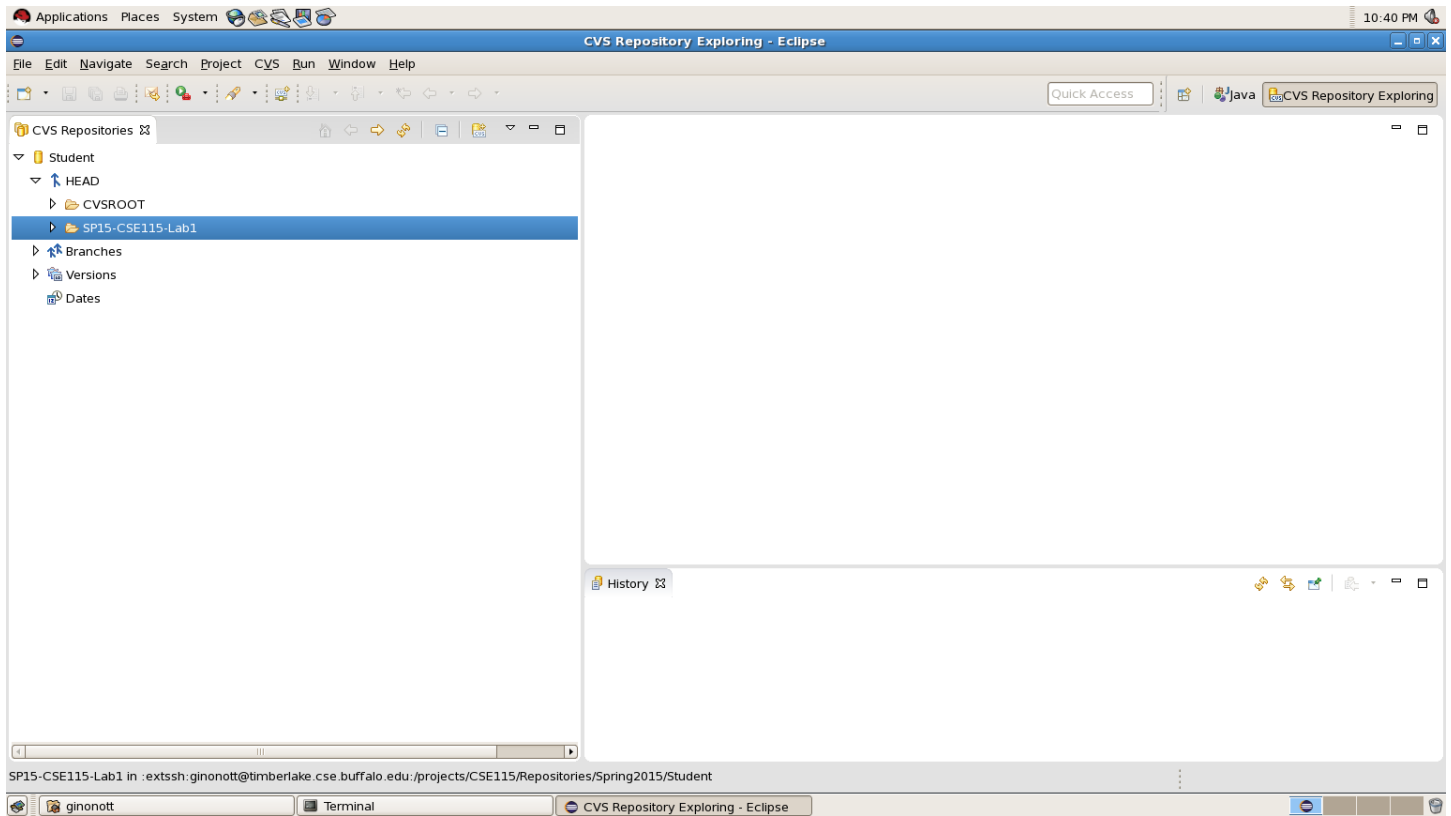 Applications Places System 10:40 PM
CVS Repository Exploring - Eclipse
File Edit Navigate Search Project CVS Run Window Help
Quick Access Java CVS Repository Exploring
CVS Repositories
Student
HEAD
CVSROOT
SP15-CSE115-Lab1
Branches
Versions
Dates
History
SP15-CSE115-Lab1 in :extssh:ginonott@timberlake.cse.buffalo.edu:/projects/CSE115/Repositories/Spring2015/Student
ginonott Terminal CVS Repository Exploring - Eclipse